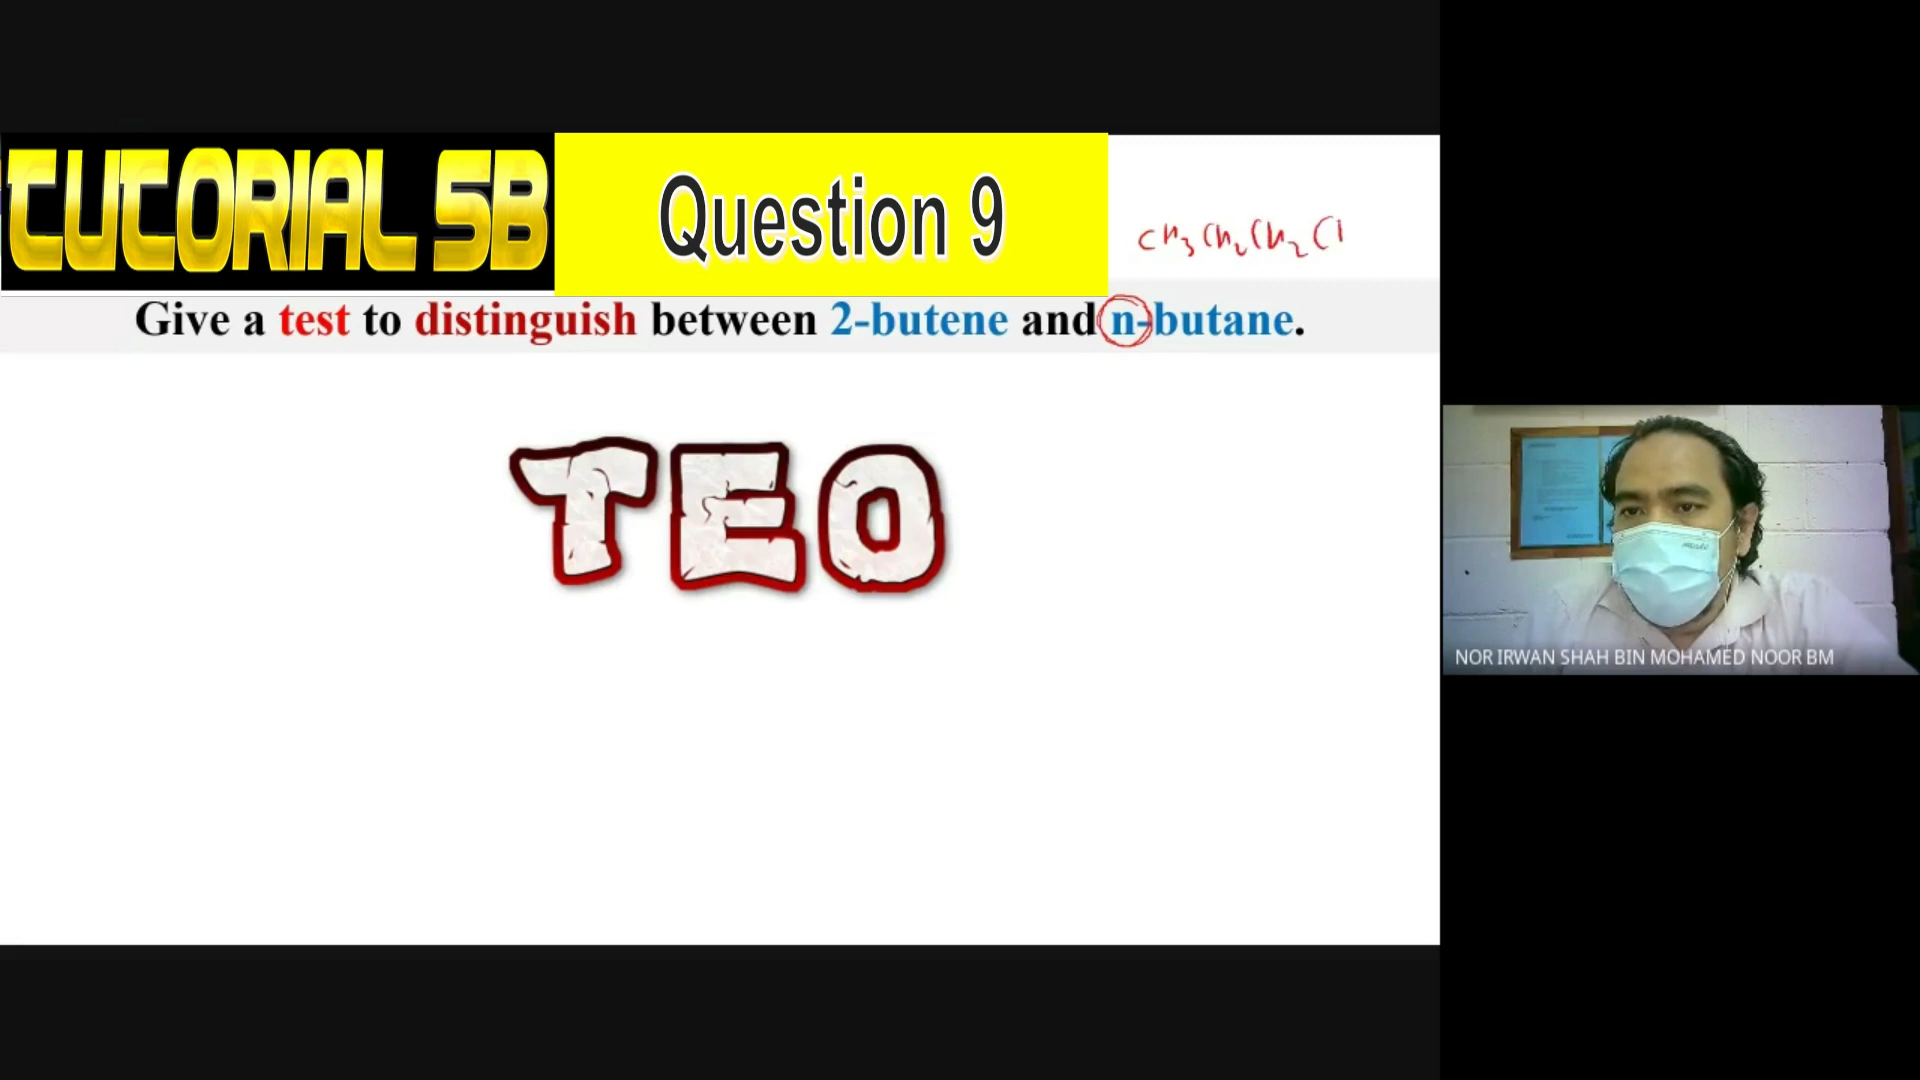 TUTORIAL 5B
Question 9
CH3CH2CH2C
Give a test to distinguish between 2-butene and n-butane.
TEO
NOR IRWAN SHAH BIN MOHAMED NOOR BM